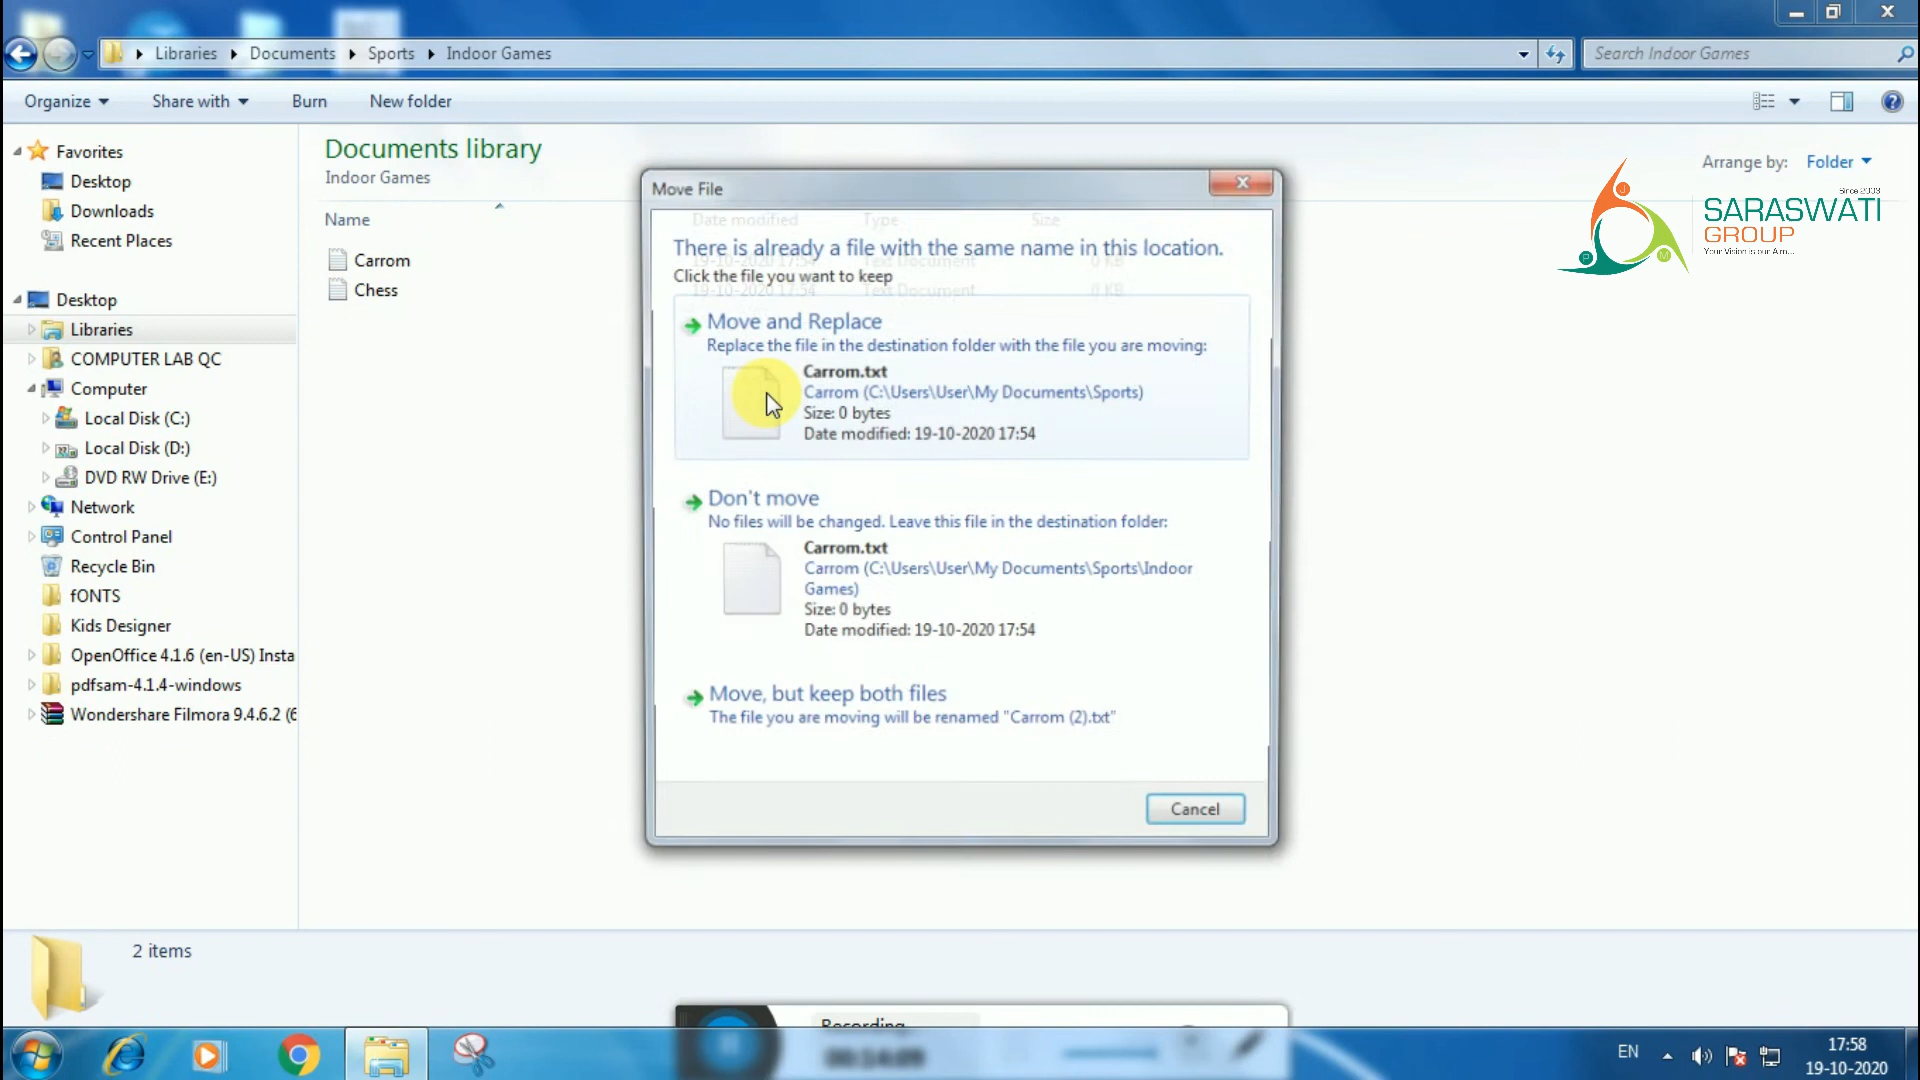 Libraries Documents Sports Indoor Games
Search Indoor Games
Organize Share with Burn New folder
Favorites
Desktop
Downloads
Recent Places
Desktop
Libraries
COMPUTER LAB QC
Computer
Local Disk (C:)
Local Disk (D:)
DVD RW Drive (E:)
Network
Control Panel
Recycle Bin
fONTS
Kids Designer
OpenOffice 4.1.6 (en-US) Insta
pdfsam-4.1.4-windows
Wondershare Filmora 9.4.6.2 (6
Documents library
Indoor Games
Arrange by: Folder
Name Date modified Type Size
Carrom 19-10-2020 17:54 Text Document 0 KB
Chess 19-10-2020 17:54 Text Document 0 KB
Move File
There is already a file with the same name in this location.
Click the file you want to keep
Move and Replace
Replace the file in the destination folder with the file you are moving:
Carrom.txt
Carrom (C:\Users\User\My Documents\Sports)
Size: 0 bytes
Date modified: 19-10-2020 17:54
Don't move
No files will be changed. Leave this file in the destination folder:
Carrom.txt
Carrom (C:\Users\User\My Documents\Sports\Indoor
Games)
Size: 0 bytes
Date modified: 19-10-2020 17:54
Move, but keep both files
The file you are moving will be renamed "Carrom (2).txt"
Cancel
Since 2003
SARASWATI
GROUP
Your Vision is our Aim...
J
P
M
2 items
Recording
00:14:09
EN
17:58
19-10-2020